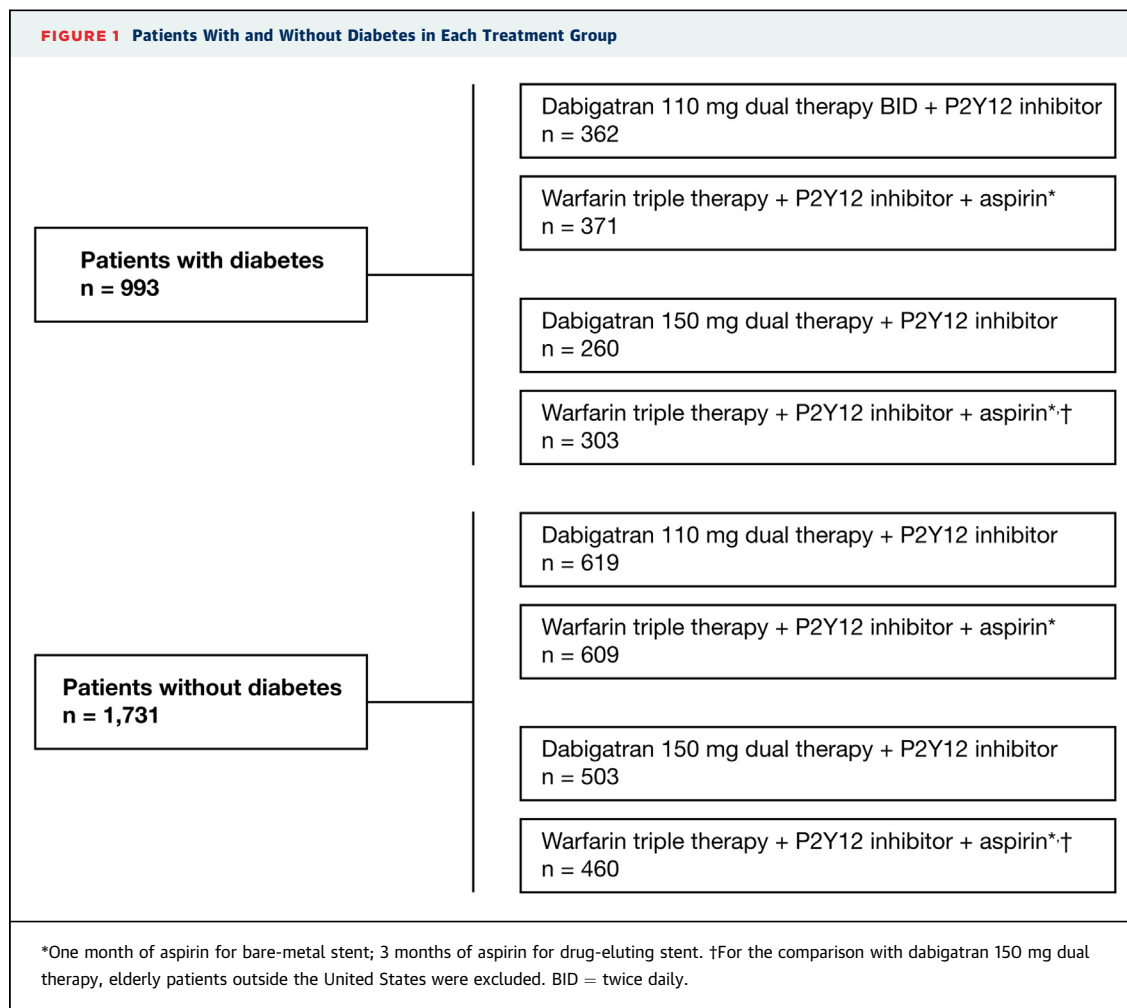 FIGURE 1 Patients With and Without Diabetes in Each Treatment Group
Dabigatran 110 mg dual therapy BID + P2Y12 inhibitor
n = 362
Warfarin triple therapy + P2Y12 inhibitor + aspirin*
n = 371
Patients with diabetes
n = 993
Dabigatran 150 mg dual therapy + P2Y12 inhibitor
n = 260
Warfarin triple therapy + P2Y12 inhibitor + aspirin*,†
n = 303
Dabigatran 110 mg dual therapy + P2Y12 inhibitor
n = 619
Warfarin triple therapy + P2Y12 inhibitor + aspirin*
n = 609
Patients without diabetes
n = 1,731
Dabigatran 150 mg dual therapy + P2Y12 inhibitor
n = 503
Warfarin triple therapy + P2Y12 inhibitor + aspirin*,†
n = 460
*One month of aspirin for bare-metal stent; 3 months of aspirin for drug-eluting stent. †For the comparison with dabigatran 150 mg dual
therapy, elderly patients outside the United States were excluded. BID = twice daily.